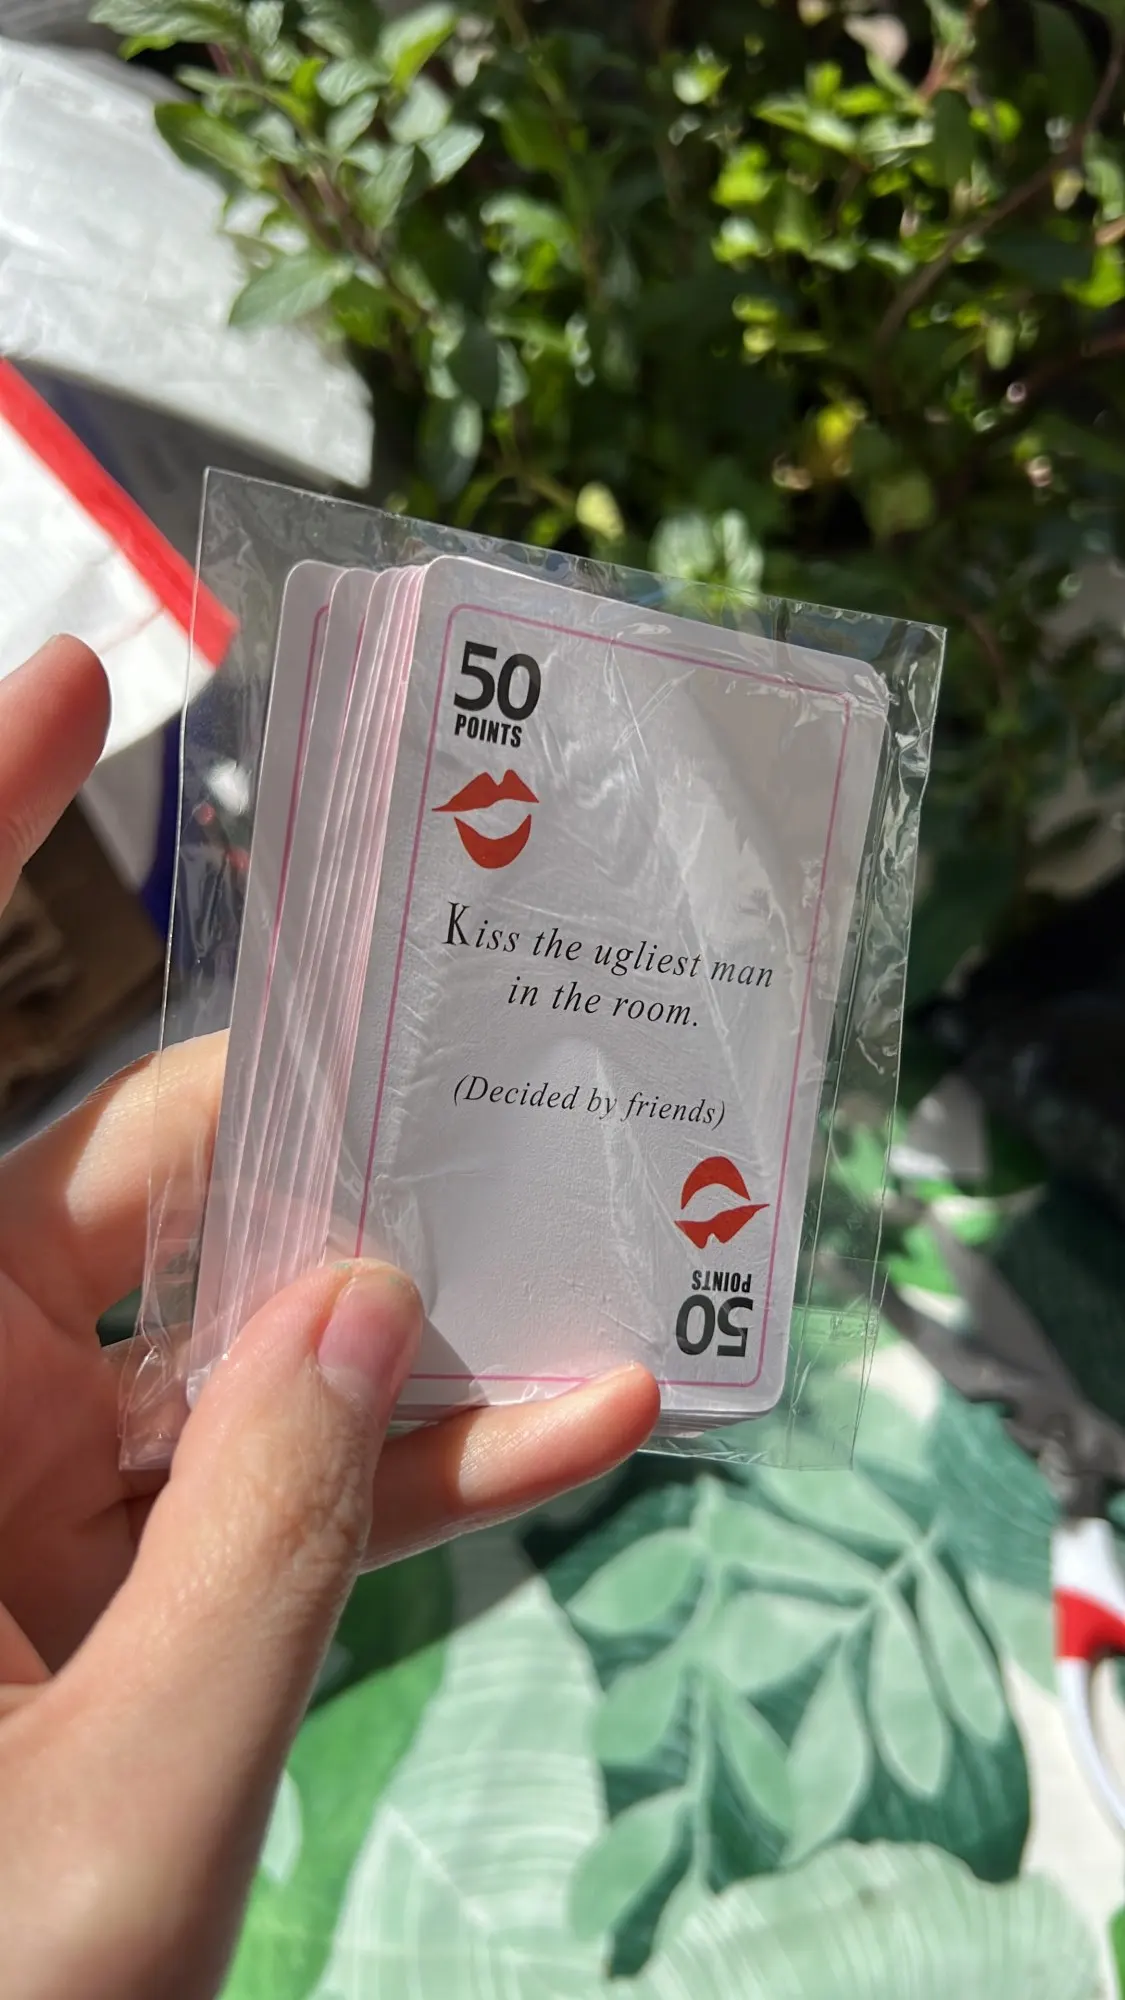 50
POINTS
Kiss the ugliest man
in the room.
(Decided by friends)
POINTS
50